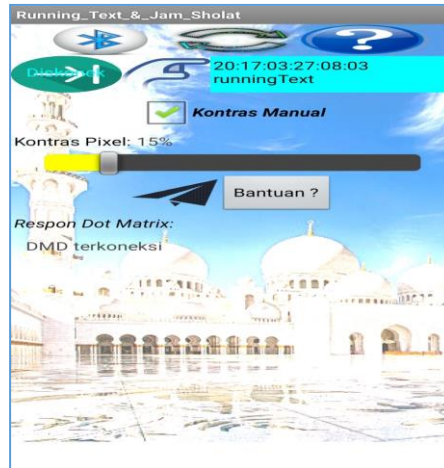 Running_Text_&_Jam_Sholat
?
Diskonek
20:17:03:27:08:03
runningText
Kontras Manual
Kontras Pixel: 15%
Bantuan ?
Respon Dot Matrix:
DMD terkoneksi